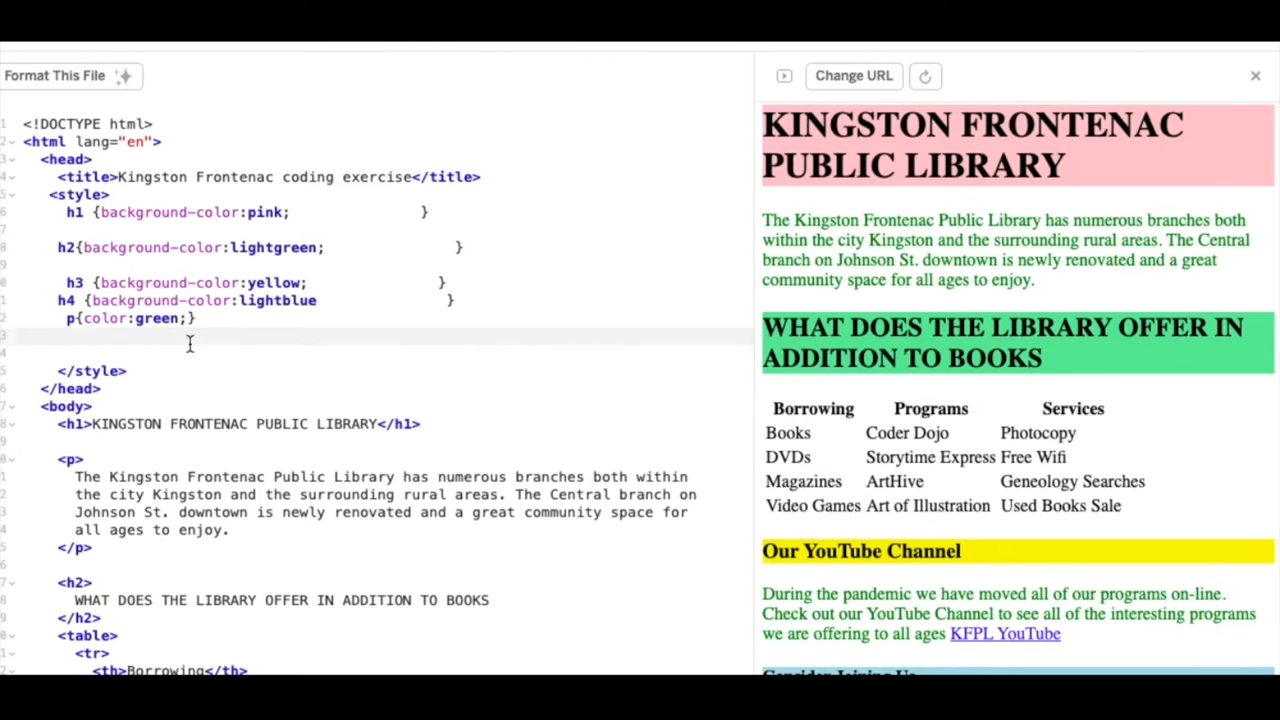 Format This File
<!DOCTYPE html>
<html lang="en">
<head>
<title>Kingston Frontenac coding exercise</title>
<style>
h1 {background-color:pink; }
h2{background-color:lightgreen; }
h3 {background-color:yellow; }
h4 {background-color:lightblue }
p{color:green;}
</style>
</head>
<body>
<h1>KINGSTON FRONTENAC PUBLIC LIBRARY</h1>
<p>
The Kingston Frontenac Public Library has numerous branches both within
the city Kingston and the surrounding rural areas. The Central branch on
Johnson St. downtown is newly renovated and a great community space for
all ages to enjoy.
</p>
<h2>
WHAT DOES THE LIBRARY OFFER IN ADDITION TO BOOKS
</h2>
<table>
<tr>
<th>Borrowing</th>
Change URL
KINGSTON FRONTENAC
PUBLIC LIBRARY
The Kingston Frontenac Public Library has numerous branches both
within the city Kingston and the surrounding rural areas. The Central
branch on Johnson St. downtown is newly renovated and a great
community space for all ages to enjoy.
WHAT DOES THE LIBRARY OFFER IN
ADDITION TO BOOKS
Borrowing Programs Services
Books Coder Dojo Photocopy
DVDs Storytime Express Free Wifi
Magazines ArtHive Geneology Searches
Video Games Art of Illustration Used Books Sale
Our YouTube Channel
During the pandemic we have moved all of our programs on-line.
Check out our YouTube Channel to see all of the interesting programs
we are offering to all ages KFPL YouTube
Consider Joining Us